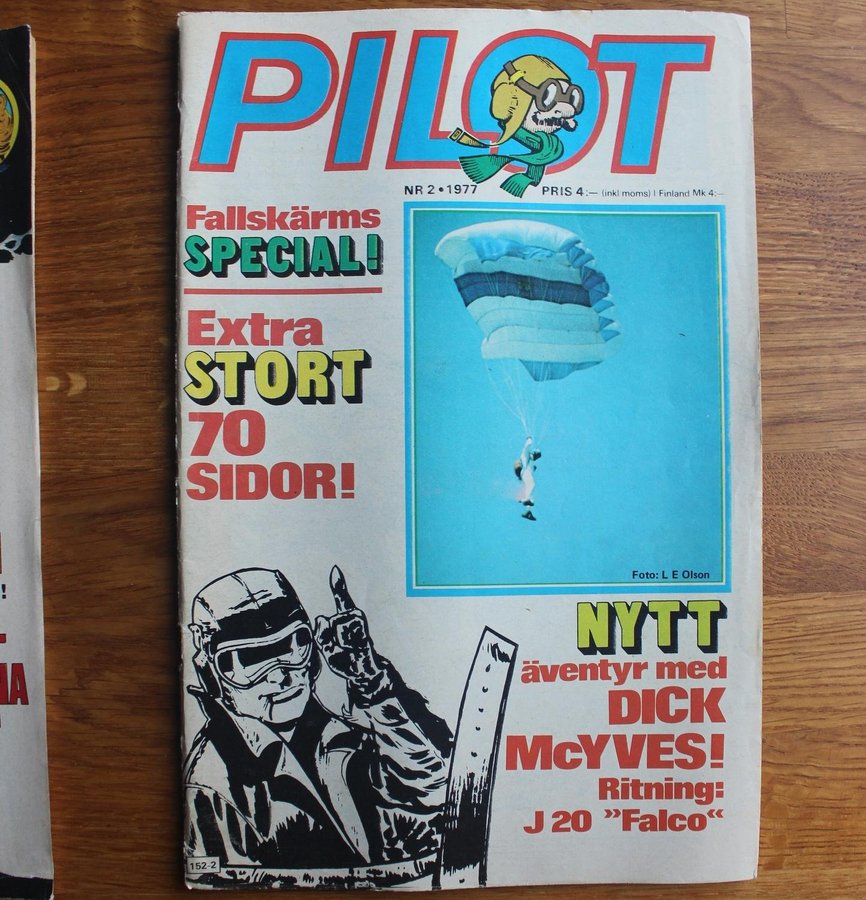 PILOT
NR 2 • 1977
PRIS 4:— (inkl moms) I Finland Mk 4:—
Fallskärms
SPECIAL!
Extra
STORT
70
SIDOR!
Foto: L E Olson
NYTT
äventyr med
DICK
McYVES!
Ritning:
J 20 »Falco«
152-2